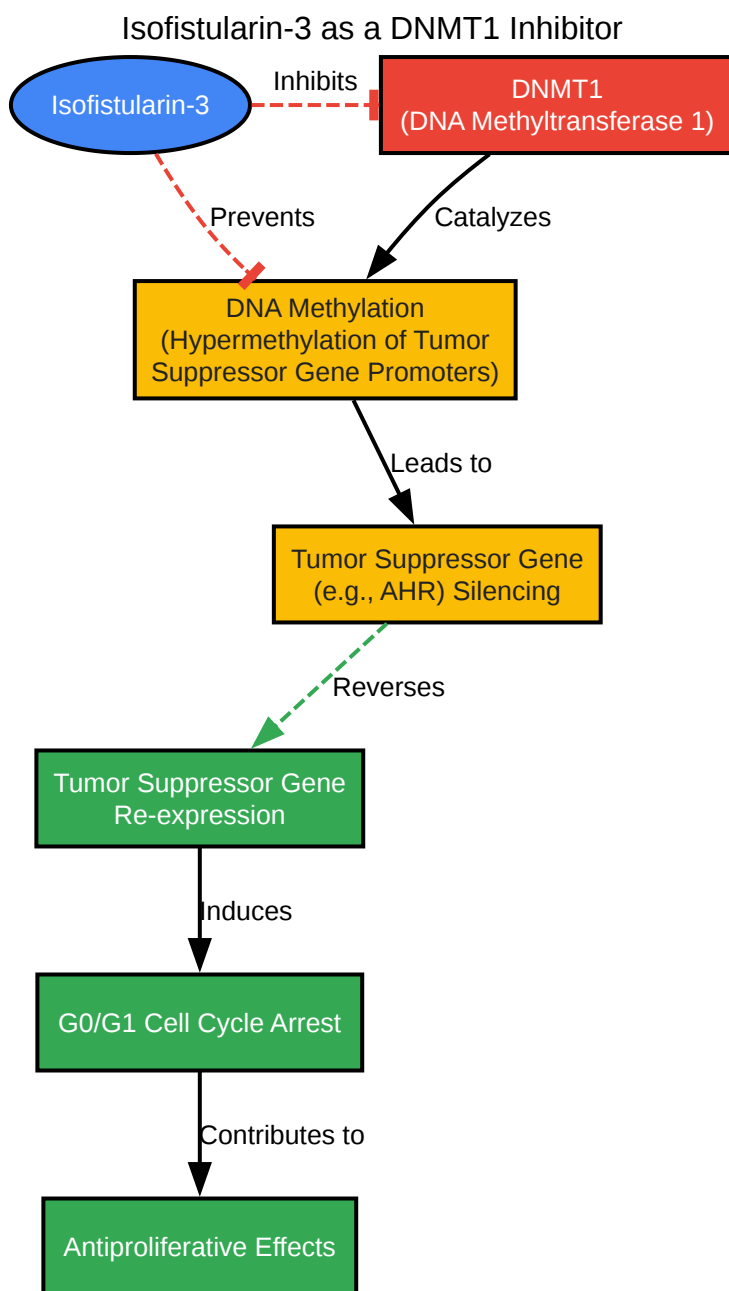 Isofistularin-3 as a DNMT1 Inhibitor
Isofistularin-3
Inhibits
DNMT1
(DNA Methyltransferase 1)
Prevents
Catalyzes
DNA Methylation
(Hypermethylation of Tumor
Suppressor Gene Promoters)
Leads to
Tumor Suppressor Gene
(e.g., AHR) Silencing
Reverses
Tumor Suppressor Gene
Re-expression
Induces
G0/G1 Cell Cycle Arrest
Contributes to
Antiproliferative Effects